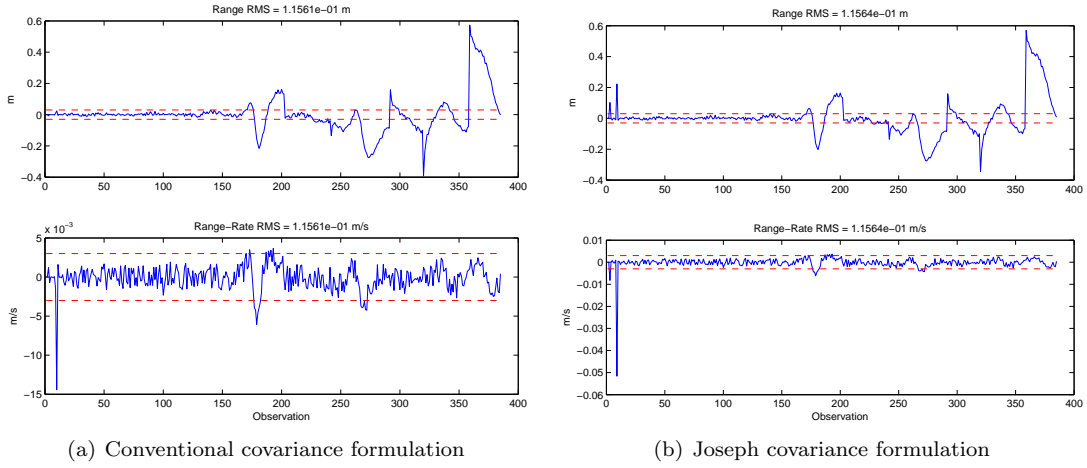 Range RMS = 1.1561e−01 m
0.6
0.4
0.2
0
−0.2
−0.4
m
0 50 100 150 200 250 300 350 400
Range−Rate RMS = 1.1561e−01 m/s
x 10−3
5
0
−5
−10
−15
m/s
0 50 100 150 200 250 300 350 400
Observation
(a) Conventional covariance formulation
Range RMS = 1.1564e−01 m
0.6
0.4
0.2
0
−0.2
−0.4
m
0 50 100 150 200 250 300 350 400
Range−Rate RMS = 1.1564e−01 m/s
0.01
0
−0.01
−0.02
−0.03
−0.04
−0.05
−0.06
m/s
0 50 100 150 200 250 300 350 400
Observation
(b) Joseph covariance formulation